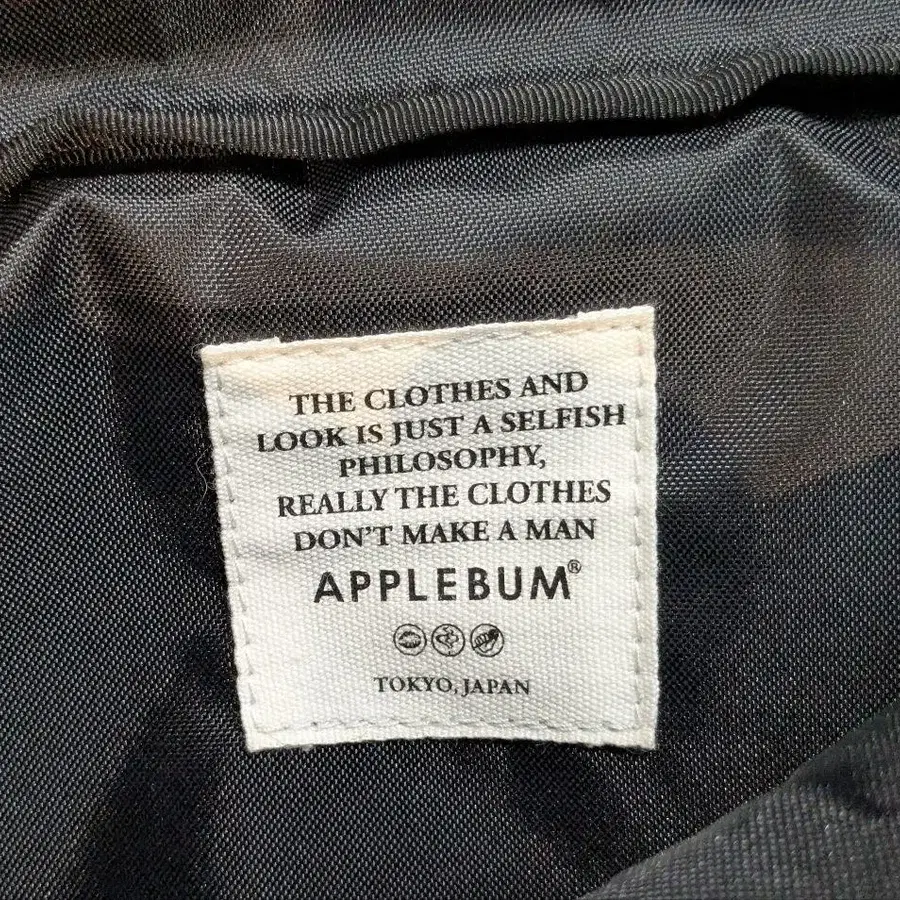 THE CLOTHES AND
LOOK IS JUST A SELFISH
PHILOSOPHY,
REALLY THE CLOTHES
DON'T MAKE A MAN
APPLEBUM®
TOKYO, JAPAN